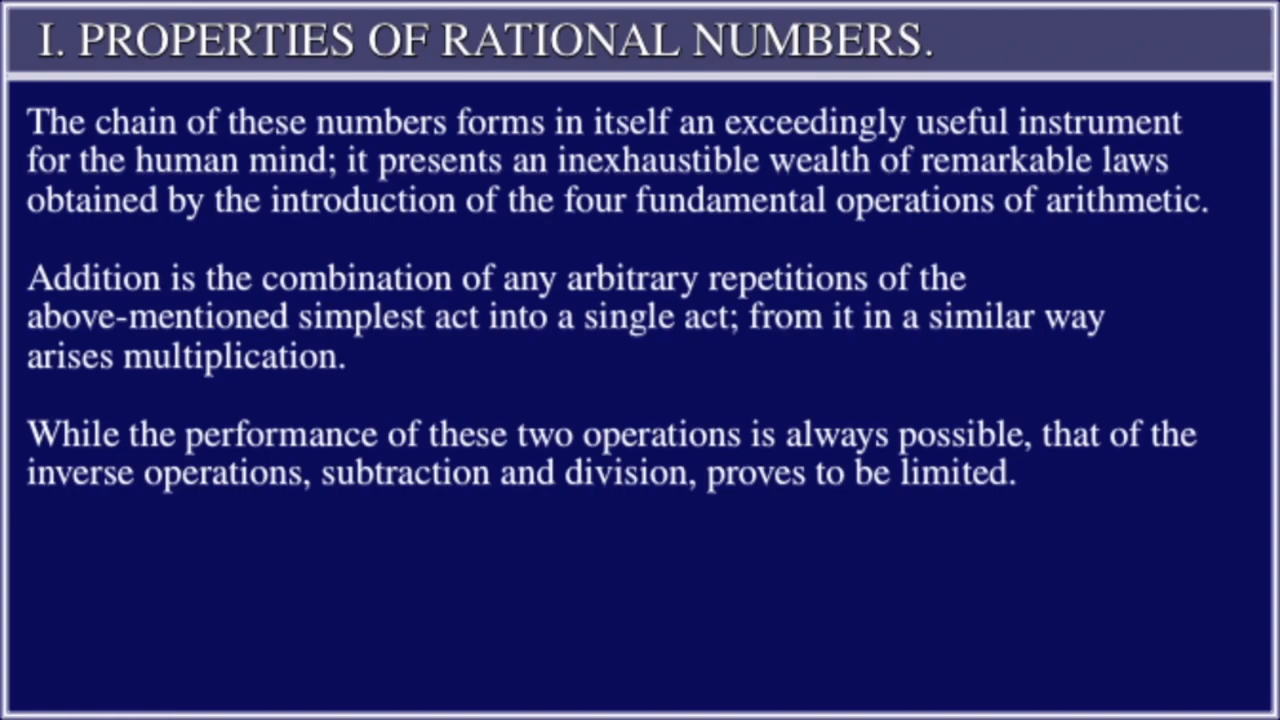 I. PROPERTIES OF RATIONAL NUMBERS.
The chain of these numbers forms in itself an exceedingly useful instrument
for the human mind; it presents an inexhaustible wealth of remarkable laws
obtained by the introduction of the four fundamental operations of arithmetic.
Addition is the combination of any arbitrary repetitions of the
above-mentioned simplest act into a single act; from it in a similar way
arises multiplication.
While the performance of these two operations is always possible, that of the
inverse operations, subtraction and division, proves to be limited.